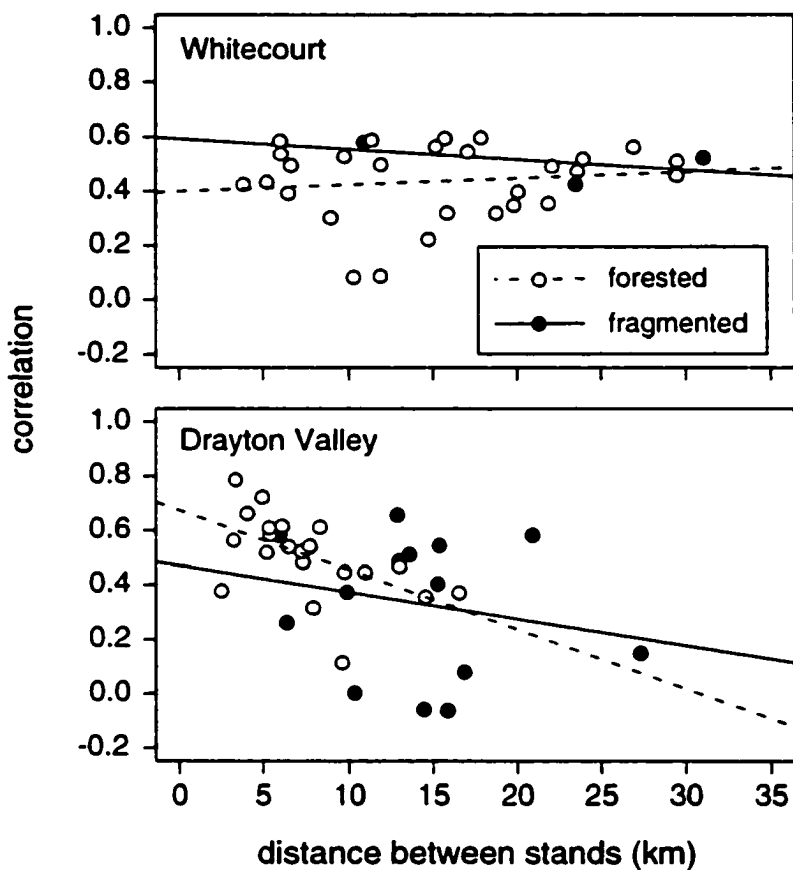 Whitecourt
1.0
0.8
0.6
0.4
0.2
0.0
-0.2
forested
fragmented
correlation
Drayton Valley
1.0
0.8
0.6
0.4
0.2
0.0
-0.2
0 5 10 15 20 25 30 35
distance between stands (km)